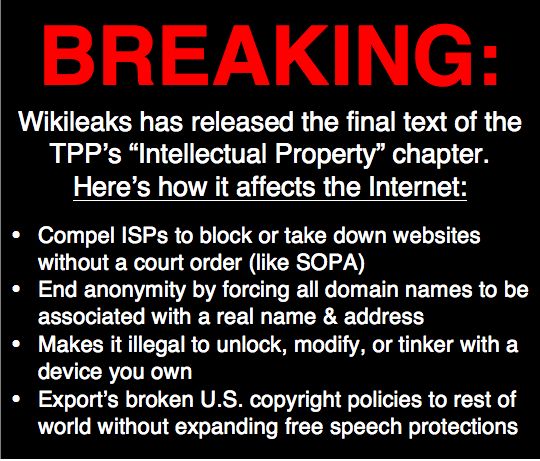 BREAKING:
Wikileaks has released the final text of the
TPP's “Intellectual Property” chapter.
Here's how it affects the Internet:
• Compel ISPs to block or take down websites
without a court order (like SOPA)
• End anonymity by forcing all domain names to be
associated with a real name & address
• Makes it illegal to unlock, modify, or tinker with a
device you own
• Export's broken U.S. copyright policies to rest of
world without expanding free speech protections